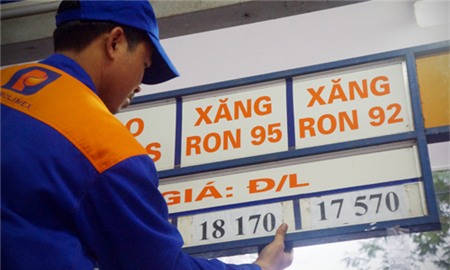 XĂNG
RON 95
XĂNG
RON 92
GIÁ: Đ/L
18 170
17 570